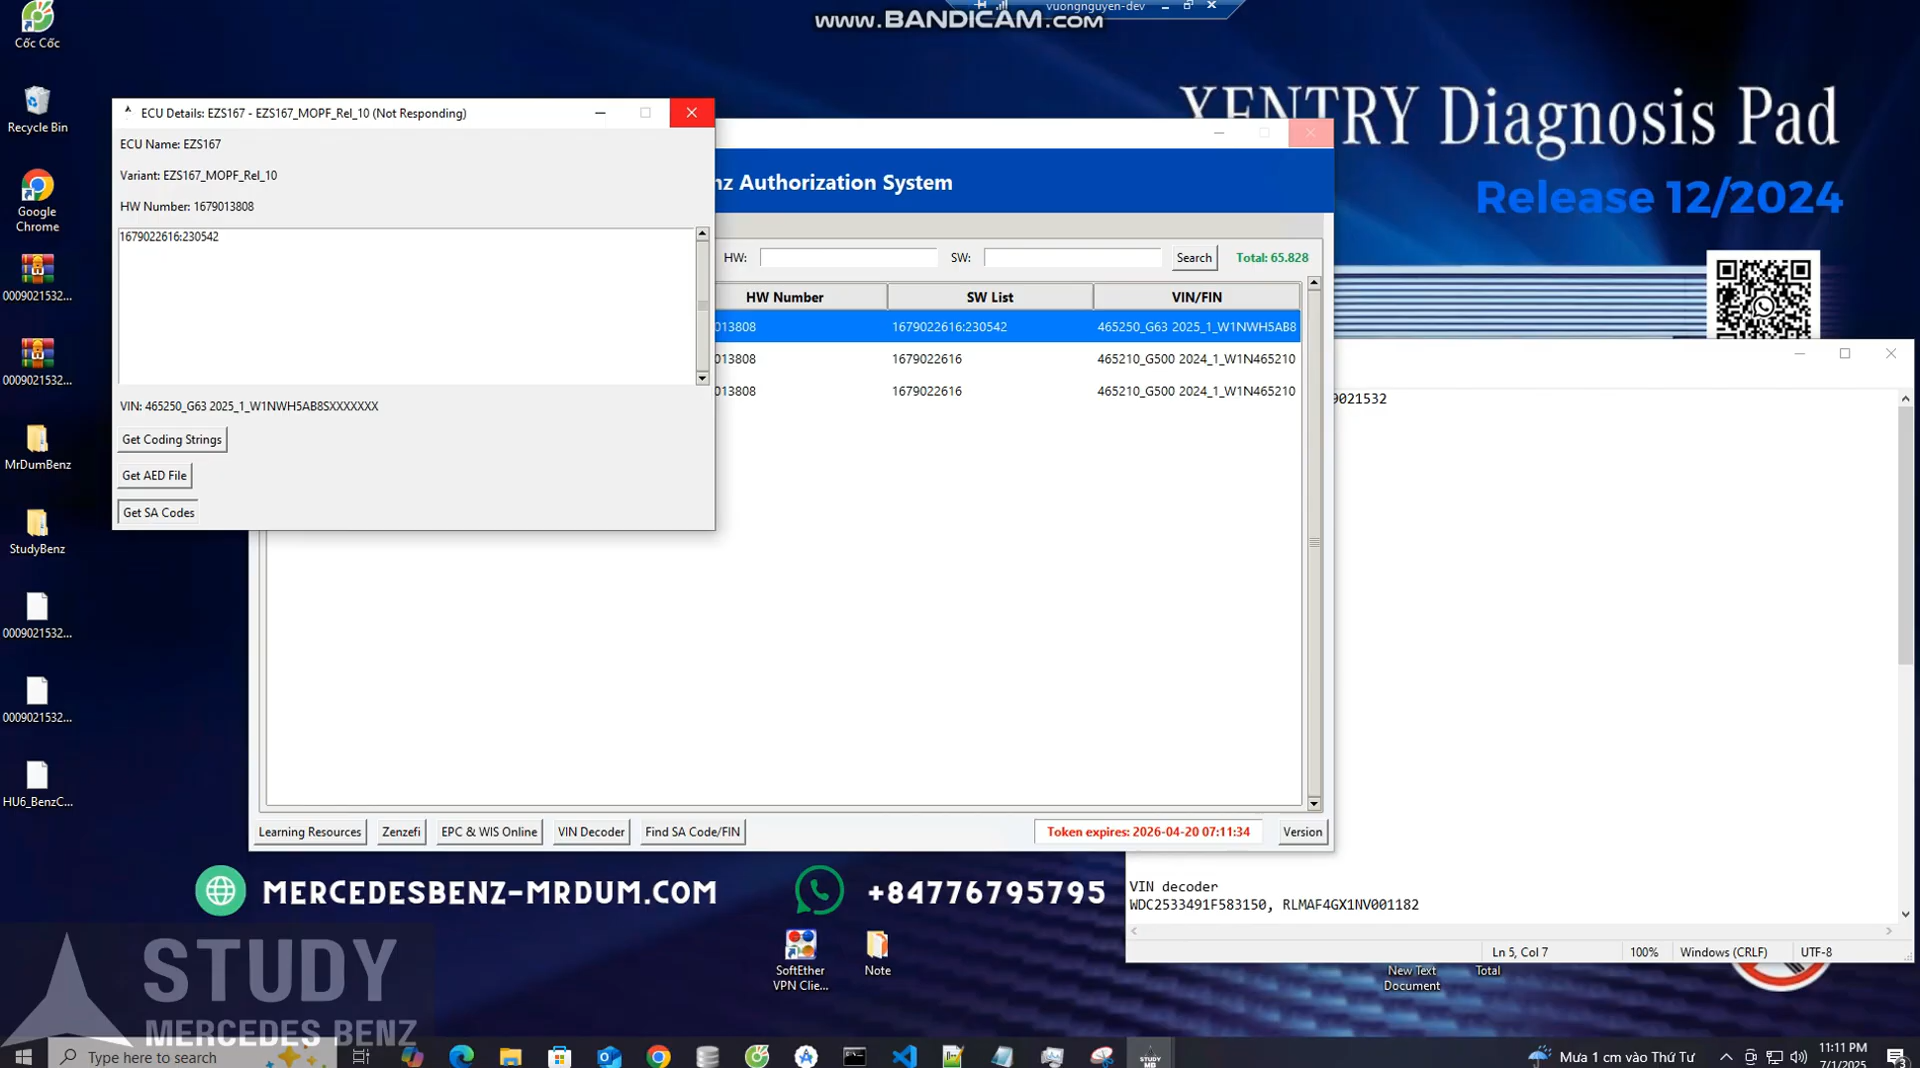 vuongnguyen-dev
www.BANDICAM.com
Cốc Cốc
Recycle Bin
Google
Chrome
0009021532...
0009021532...
MrDumBenz
StudyBenz
0009021532...
0009021532...
HU6_BenzC...
XENTRY Diagnosis Pad
Release 12/2024
ECU Details: EZS167 - EZS167_MOPF_Rel_10 (Not Responding)
ECU Name: EZS167
Variant: EZS167_MOPF_Rel_10
HW Number: 1679013808
1679022616:230542
VIN: 465250_G63 2025_1_W1NWH5AB8SXXXXXXX
Get Coding Strings
Get AED File
Get SA Codes
nz Authorization System
HW:
SW:
Search
Total: 65.828
HW Number SW List VIN/FIN
013808 1679022616:230542 465250_G63 2025_1_W1NWH5AB8
013808 1679022616 465210_G500 2024_1_W1N465210
013808 1679022616 465210_G500 2024_1_W1N465210
Learning Resources
Zenzefi
EPC & WIS Online
VIN Decoder
Find SA Code/FIN
Token expires: 2026-04-20 07:11:34
Version
9021532
VIN decoder
WDC2533491F583150, RLMAF4GX1NV001182
Ln 5, Col 7
100%
Windows (CRLF)
UTF-8
MERCEDESBENZ-MRDUM.COM
+84776795795
SoftEther
VPN Clie...
Note
New Text
Document
Total
STUDY
MERCEDES BENZ
Type here to search
STUDY
Mưa 1 cm vào Thứ Tư
11:11 PM
7/1/2025
3